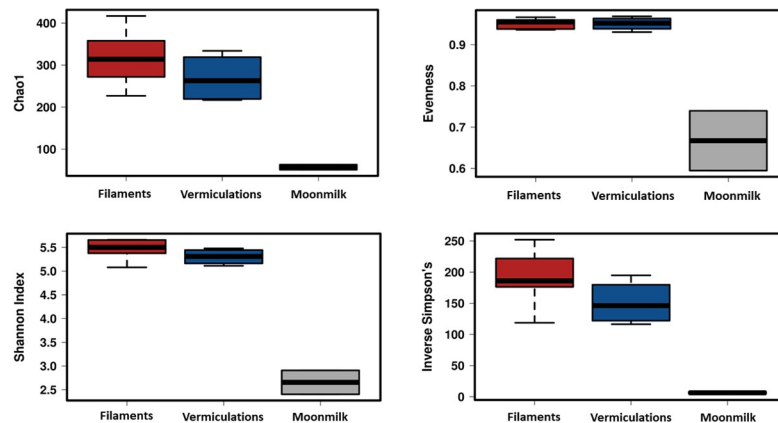 Chao1
400
300
200
100
Filaments Vermiculations Moonmilk
Evenness
0.9
0.8
0.7
0.6
Filaments Vermiculations Moonmilk
Shannon Index
5.5
5.0
4.5
4.0
3.5
3.0
2.5
Filaments Vermiculations Moonmilk
Inverse Simpson's
250
200
150
100
50
0
Filaments Vermiculations Moonmilk